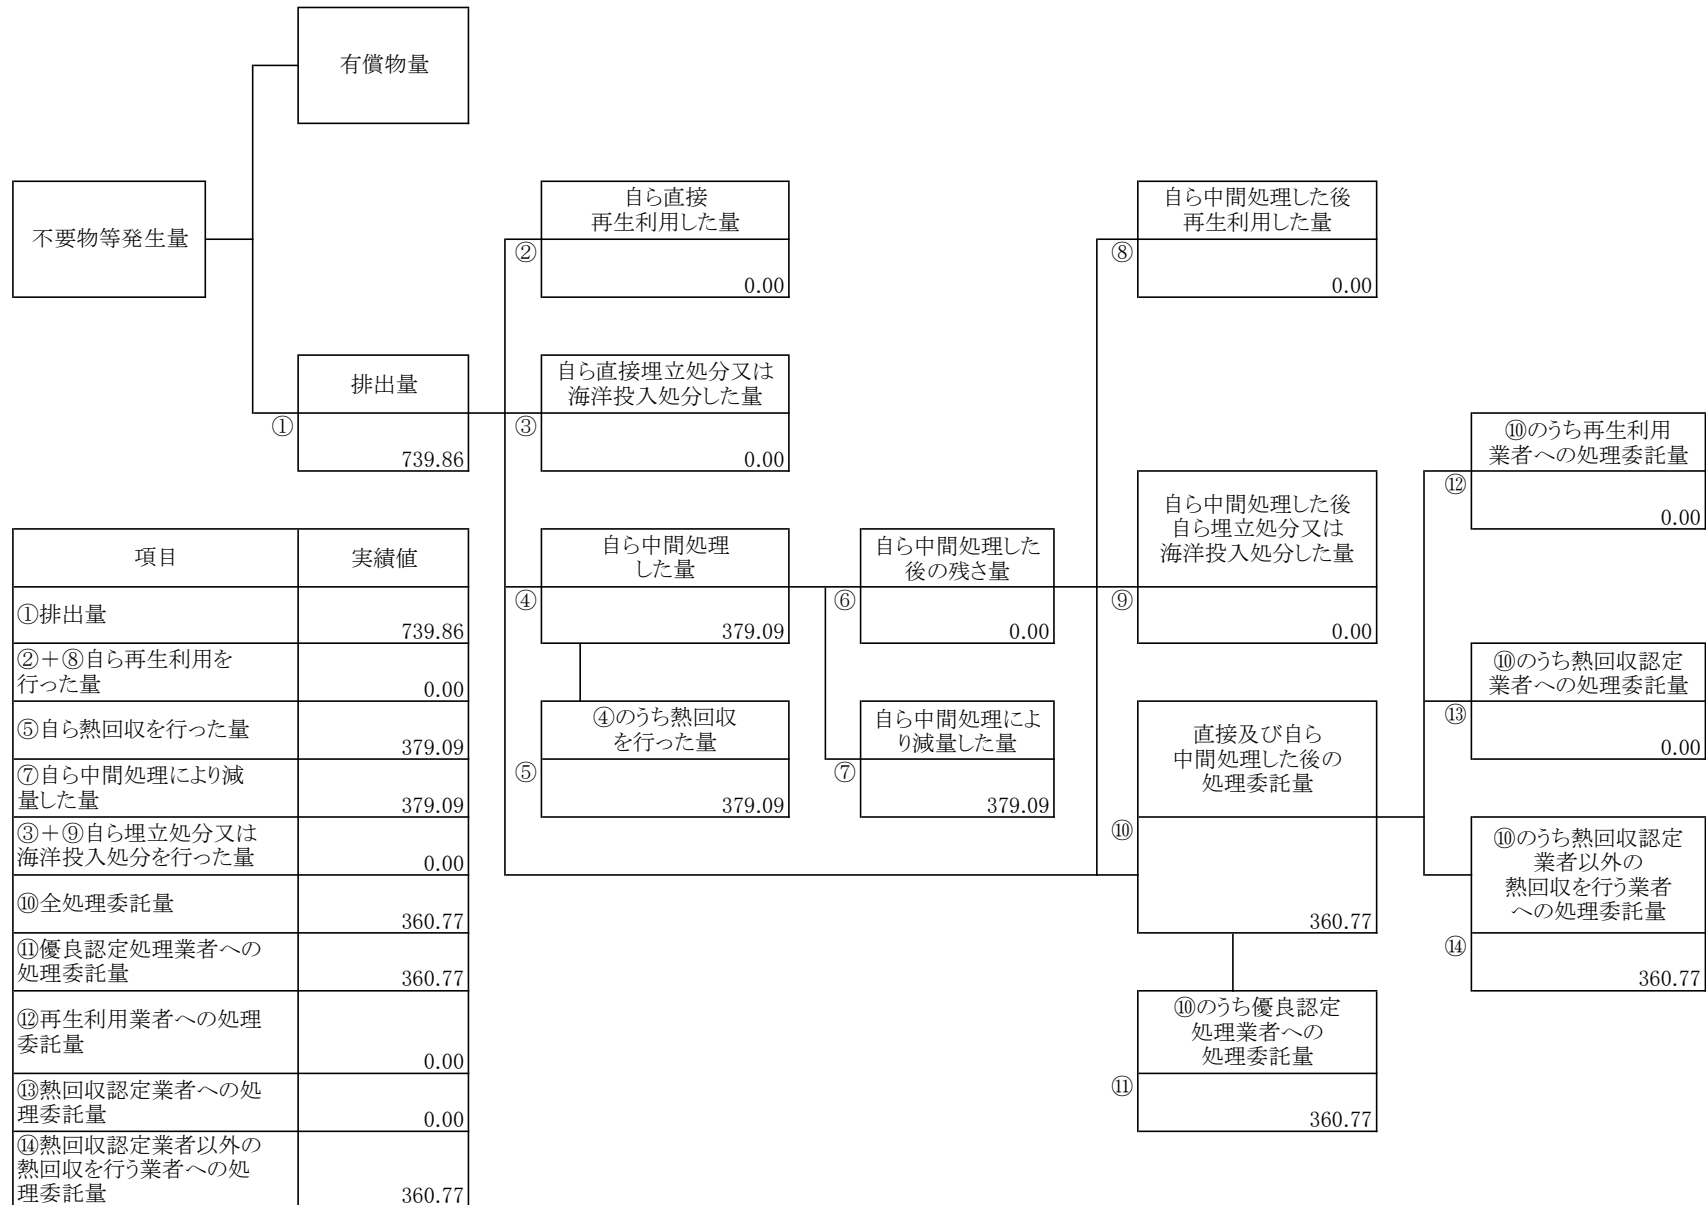 有償物量
不要物等発生量
排出量
①
739.86
自ら直接
再生利用した量
②
0.00
自ら直接埋立処分又は
海洋投入処分した量
③
0.00
自ら中間処理
した量
④
379.09
④のうち熱回収
を行った量
⑤
379.09
自ら中間処理した
後の残さ量
⑥
0.00
自ら中間処理によ
り減量した量
⑦
379.09
自ら中間処理した後
再生利用した量
⑧
0.00
自ら中間処理した後
自ら埋立処分又は
海洋投入処分した量
⑨
0.00
直接及び自ら
中間処理した後の
処理委託量
⑩
360.77
⑩のうち優良認定
処理業者への
処理委託量
⑪
360.77
⑩のうち再生利用
業者への処理委託量
⑫
0.00
⑩のうち熱回収認定
業者への処理委託量
⑬
0.00
⑩のうち熱回収認定
業者以外の
熱回収を行う業者
への処理委託量
⑭
360.77
項目 実績値
①排出量
739.86
②＋⑧自ら再生利用を
行った量
0.00
⑤自ら熱回収を行った量
379.09
⑦自ら中間処理により減
量した量
379.09
③＋⑨自ら埋立処分又は
海洋投入処分を行った量
0.00
⑩全処理委託量
360.77
⑪優良認定処理業者への
処理委託量
360.77
⑫再生利用業者への処理
委託量
0.00
⑬熱回収認定業者への処
理委託量
0.00
⑭熱回収認定業者以外の
熱回収を行う業者への処
理委託量
360.77